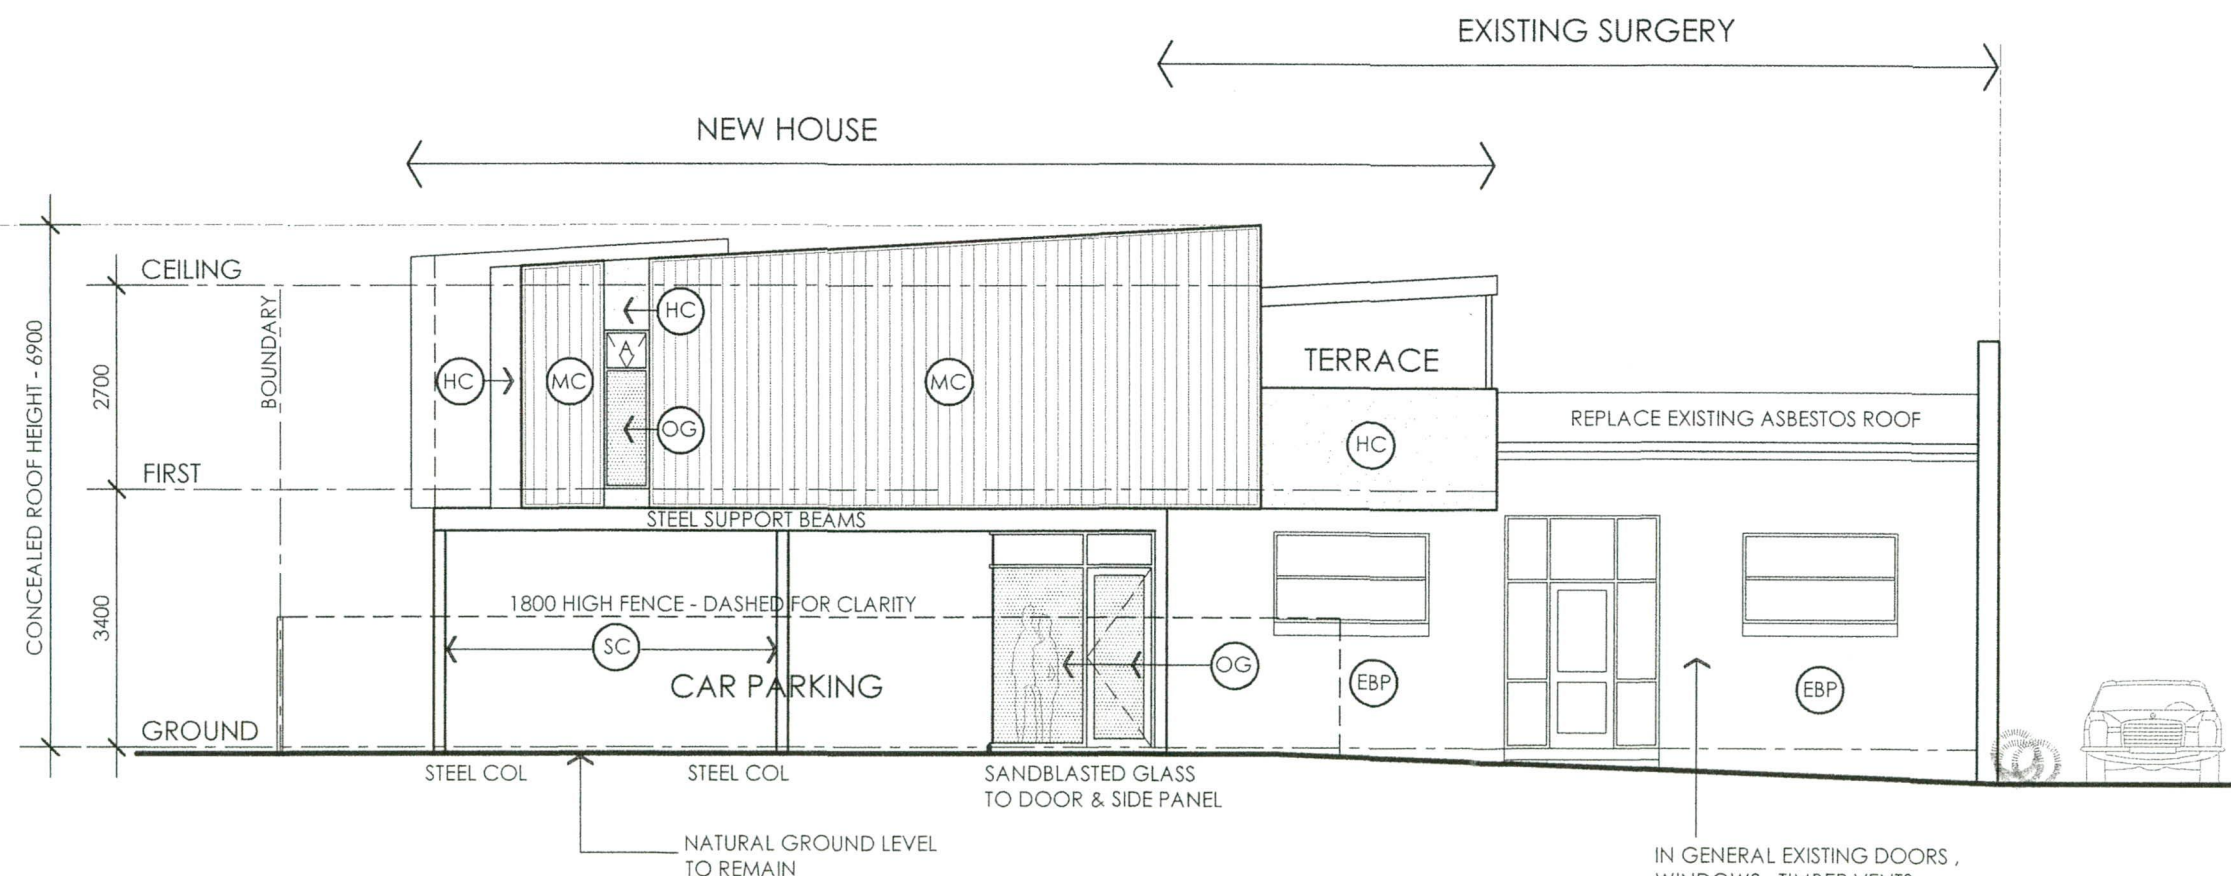 EXISTING SURGERY
NEW HOUSE
CEILING
BOUNDARY
CONCEALED ROOF HEIGHT - 6900
2700
3400
FIRST
GROUND
HC
A
HC
MC
OG
MC
TERRACE
HC
REPLACE EXISTING ASBESTOS ROOF
STEEL SUPPORT BEAMS
1800 HIGH FENCE - DASHED FOR CLARITY
SC
CAR PARKING
OG
EBP
EBP
STEEL COL
STEEL COL
SANDBLASTED GLASS
TO DOOR & SIDE PANEL
NATURAL GROUND LEVEL
TO REMAIN
IN GENERAL EXISTING DOORS ,
WINDOWS, TIMBER VENTS